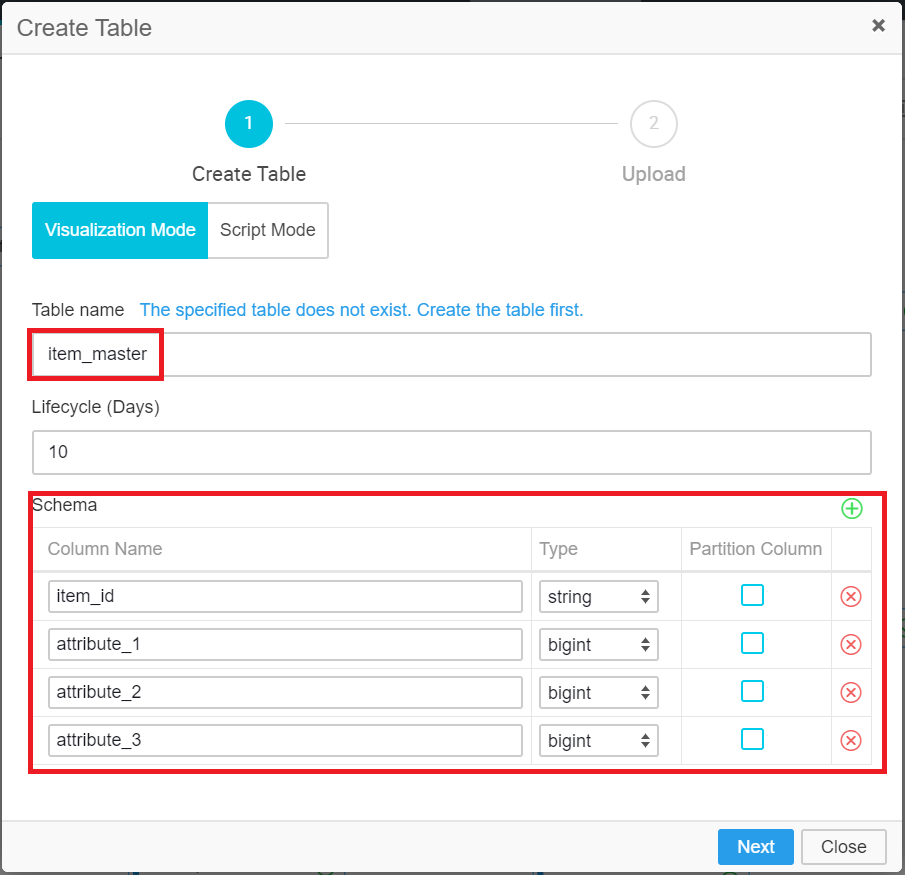 Create Table
1
2
Create Table
Upload
Visualization Mode
Script Mode
Table name The specified table does not exist. Create the table first.
item_master
Lifecycle (Days)
10
Schema
Column Name Type Partition Column
item_id string
attribute_1 bigint
attribute_2 bigint
attribute_3 bigint
Next Close